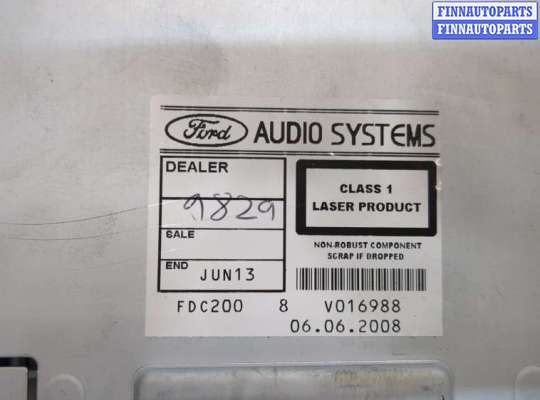 FINNAUTOPARTS
FINNAUTOPARTS
Ford AUDIO SYSTEMS
DEALER
9829
SALE
END JUN13
CLASS 1
LASER PRODUCT
NON-ROBUST COMPONENT
SCRAP IF DROPPED
FDC200 8 V016988
06.06.2008